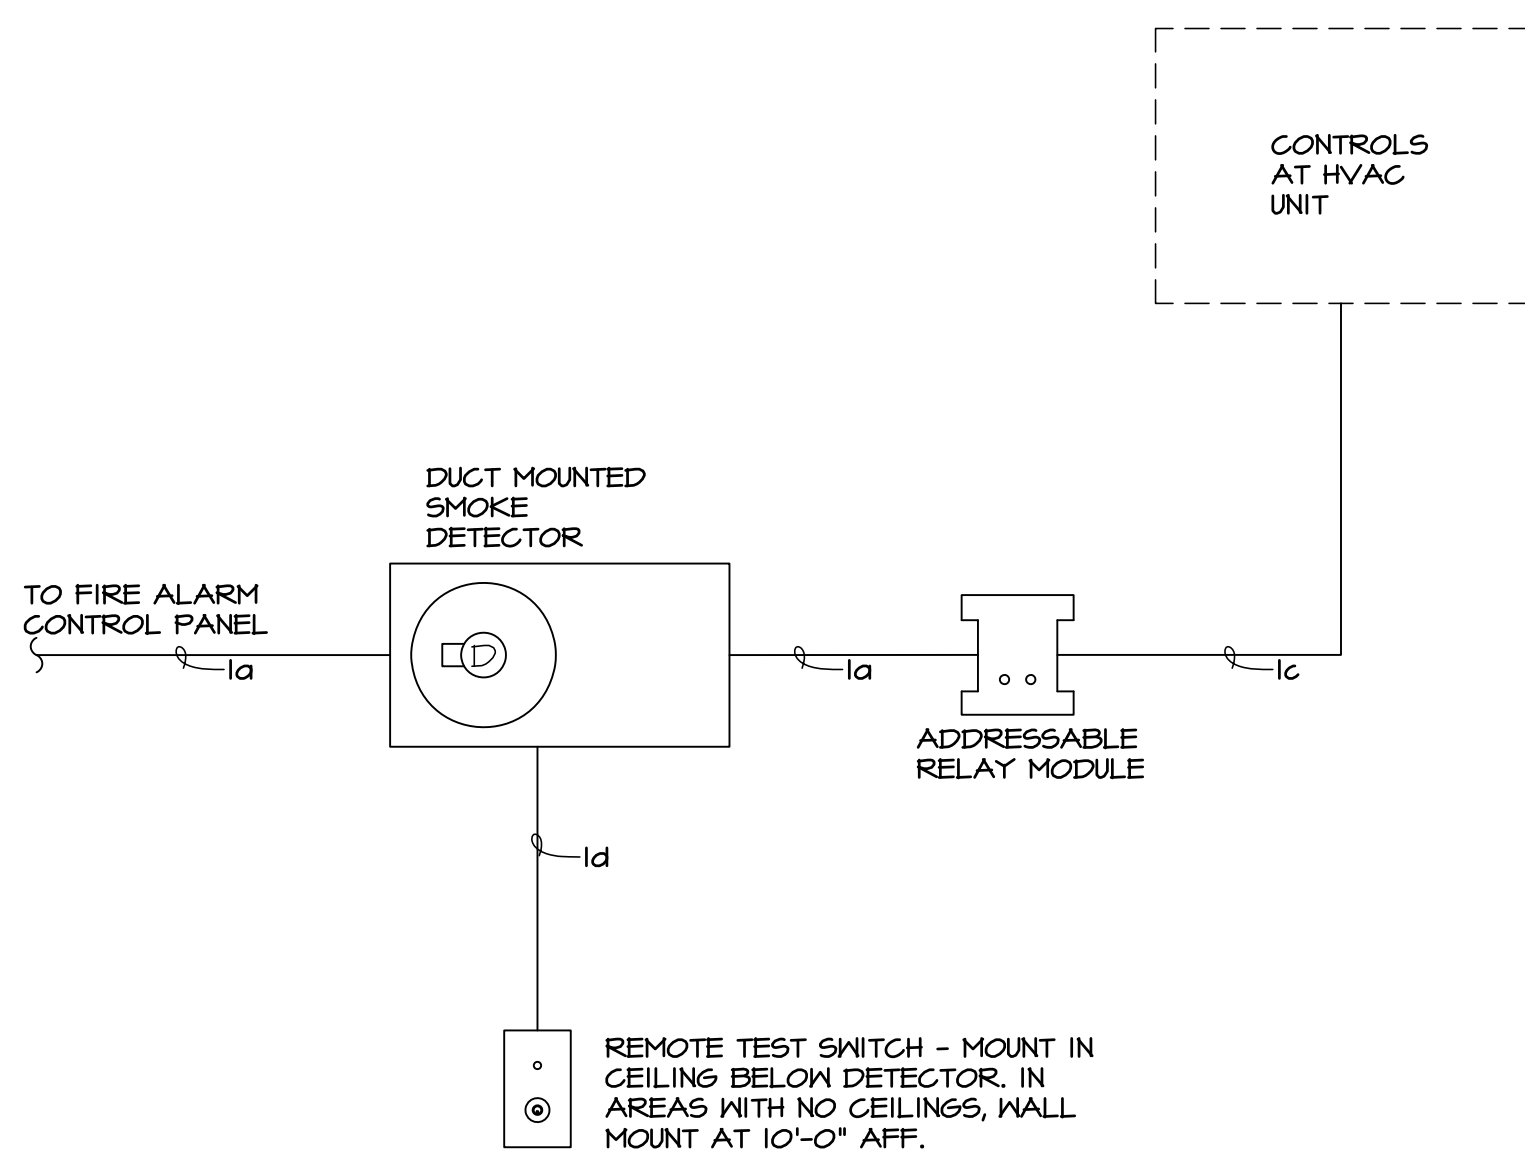 CONTROLS
AT HVAC
UNIT
DUCT MOUNTED
SMOKE
DETECTOR
TO FIRE ALARM
CONTROL PANEL
1a
D
1a
1c
ADDRESSABLE
RELAY MODULE
1d
REMOTE TEST SWITCH - MOUNT IN
CEILING BELOW DETECTOR. IN
AREAS WITH NO CEILINGS, WALL
MOUNT AT 10'-0" AFF.